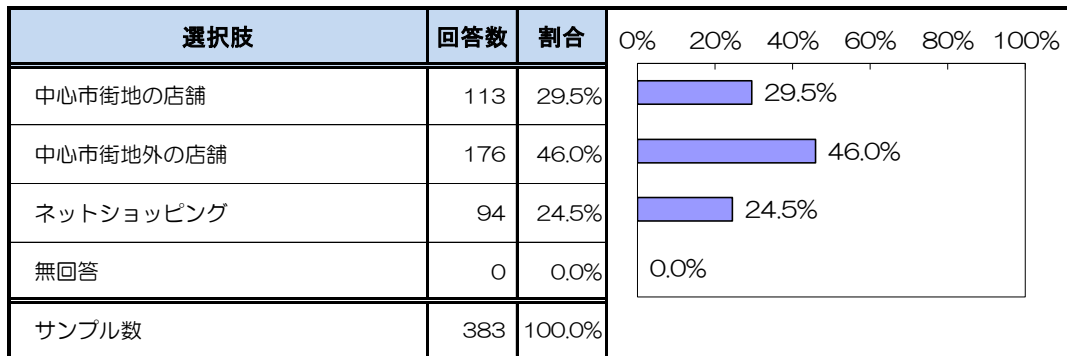 選択肢 回答数 割合
中心市街地の店舗 113 29.5%
中心市街地外の店舗 176 46.0%
ネットショッピング 94 24.5%
無回答 0 0.0%
サンプル数 383 100.0%
0% 20% 40% 60% 80% 100%
29.5%
46.0%
24.5%
0.0%